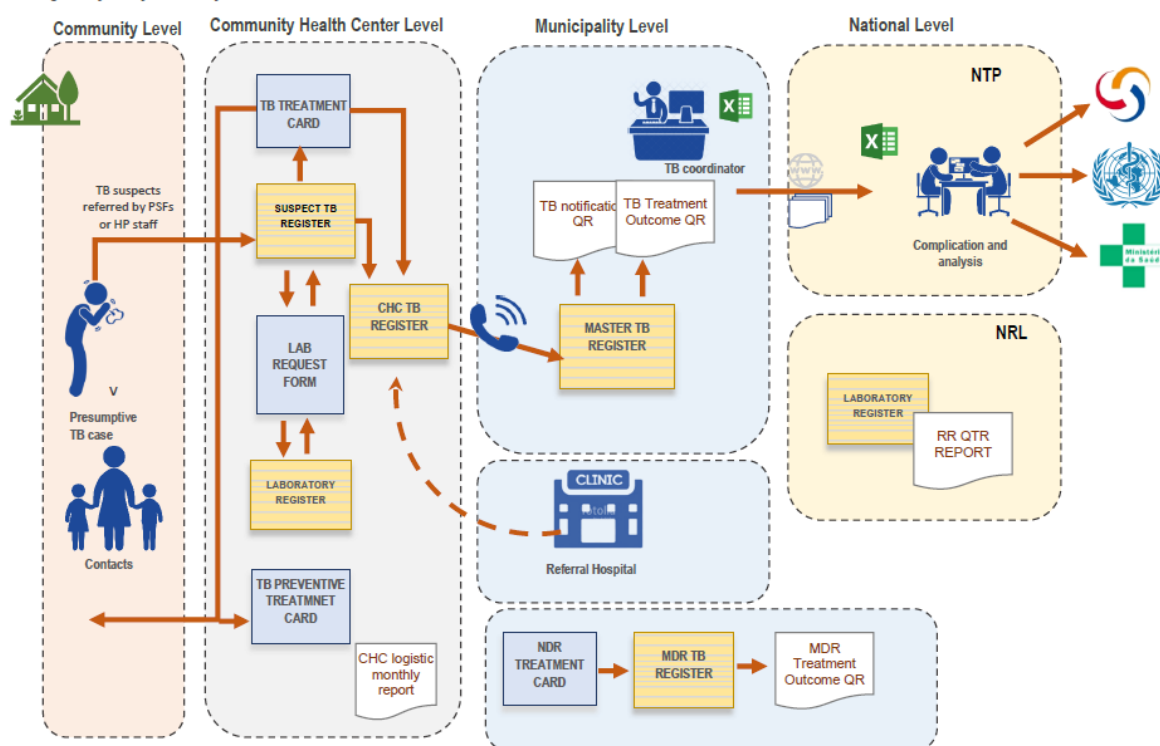 Community Level
Community Health Center Level
Municipality Level
National Level
TB TREATMENT
CARD
TB suspects
referred by PSFs
or HP staff
SUSPECT TB
REGISTER
CHC TB
REGISTER
LAB
REQUEST
FORM
LABORATORY
REGISTER
V
Presumptive
TB case
Contacts
TB PREVENTIVE
TREATMNET
CARD
CHC logistic
monthly
report
TB coordinator
TB notificatio
QR
TB Treatment
Outcome QR
MASTER TB
REGISTER
CLINIC
Referral Hospital
NDR
TREATMENT
CARD
MDR TB
REGISTER
MDR
Treatment
Outcome QR
NTP
www
X
X
Complication and
analysis
Ministéri
da Saúd
NRL
LABORATORY
REGISTER
RR QTR
REPORT